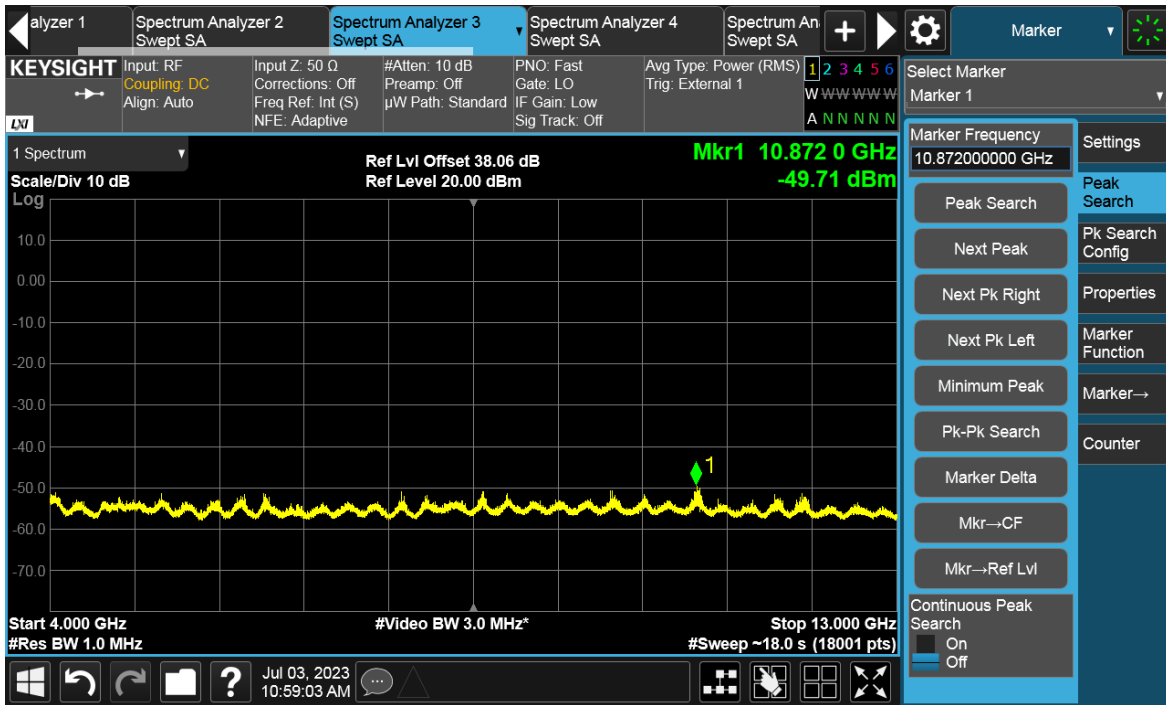 alyzer 1
Spectrum Analyzer 2
Swept SA
Spectrum Analyzer 3
Swept SA
Spectrum Analyzer 4
Swept SA
Spectrum An
Swept SA
Marker
KEYSIGHT
LXI
Input: RF
Coupling: DC
Align: Auto
Input Z: 50 Ω
Corrections: Off
Freq Ref: Int (S)
NFE: Adaptive
#Atten: 10 dB
Preamp: Off
µW Path: Standard
PNO: Fast
Gate: LO
IF Gain: Low
Sig Track: Off
Avg Type: Power (RMS)
Trig: External 1
1 2 3 4 5 6
W W W W W W
A N N N N N
Select Marker
Marker 1
1 Spectrum
Scale/Div 10 dB
Log
Ref Lvl Offset 38.06 dB
Ref Level 20.00 dBm
Mkr1 10.872 0 GHz
-49.71 dBm
10.0
0.00
-10.0
-20.0
-30.0
-40.0
-50.0
-60.0
-70.0
1
Start 4.000 GHz
#Res BW 1.0 MHz
#Video BW 3.0 MHz*
Stop 13.000 GHz
#Sweep ~18.0 s (18001 pts)
Marker Frequency
10.872000000 GHz
Peak Search
Next Peak
Next Pk Right
Next Pk Left
Minimum Peak
Pk-Pk Search
Marker Delta
Mkr→CF
Mkr→Ref Lvl
Continuous Peak
Search
On
Off
Settings
Peak
Search
Pk Search
Config
Properties
Marker
Function
Marker→
Counter
?
Jul 03, 2023
10:59:03 AM